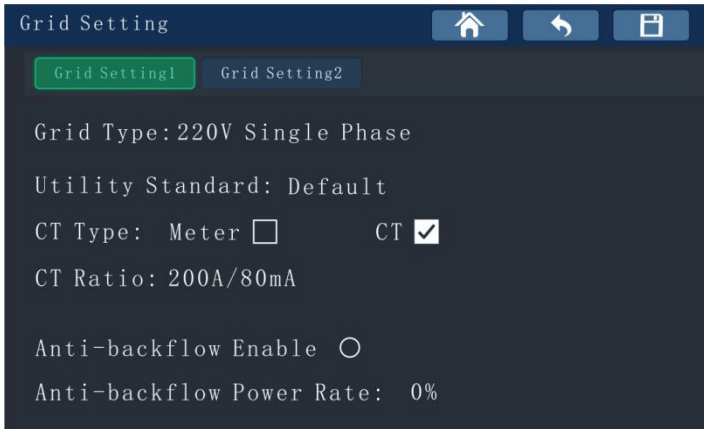 Grid Setting
Grid Setting1 Grid Setting2
Grid Type:220V Single Phase
Utility Standard: Default
CT Type: Meter CT
CT Ratio: 200A/80mA
Anti-backflow Enable
Anti-backflow Power Rate: 0%